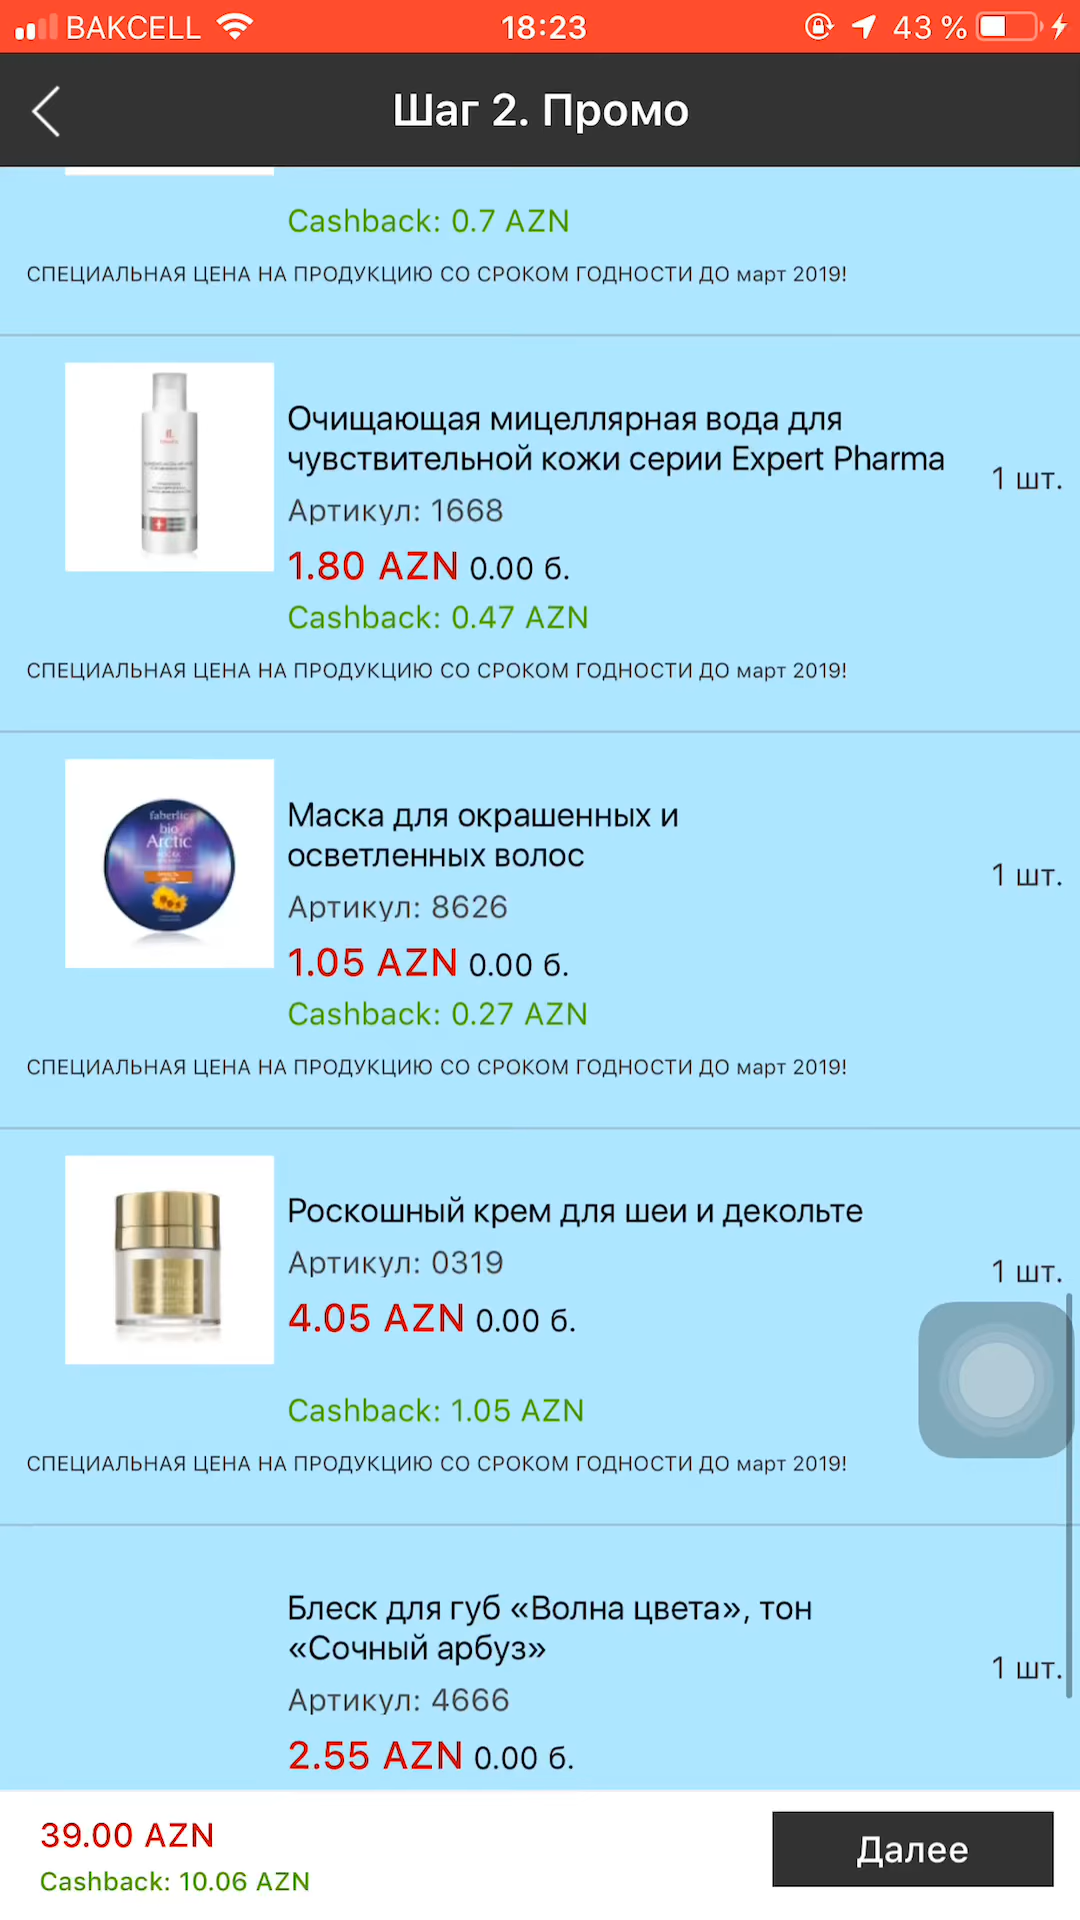 BAKCELL 18:23 43 %
Шаг 2. Промо
Cashback: 0.7 AZN
СПЕЦИАЛЬНАЯ ЦЕНА НА ПРОДУКЦИЮ СО СРОКОМ ГОДНОСТИ ДО март 2019!
Очищающая мицеллярная вода для
чувствительной кожи серии Expert Pharma
1 шт.
Артикул: 1668
1.80 AZN 0.00 б.
Cashback: 0.47 AZN
СПЕЦИАЛЬНАЯ ЦЕНА НА ПРОДУКЦИЮ СО СРОКОМ ГОДНОСТИ ДО март 2019!
faberlic
bio
Arctic
Маска для окрашенных и
осветленных волос
1 шт.
Артикул: 8626
1.05 AZN 0.00 б.
Cashback: 0.27 AZN
СПЕЦИАЛЬНАЯ ЦЕНА НА ПРОДУКЦИЮ СО СРОКОМ ГОДНОСТИ ДО март 2019!
Роскошный крем для шеи и декольте
Артикул: 0319
1 шт.
4.05 AZN 0.00 б.
Cashback: 1.05 AZN
СПЕЦИАЛЬНАЯ ЦЕНА НА ПРОДУКЦИЮ СО СРОКОМ ГОДНОСТИ ДО март 2019!
Блеск для губ «Волна цвета», тон
«Сочный арбуз»
1 шт.
Артикул: 4666
2.55 AZN 0.00 б.
39.00 AZN
Cashback: 10.06 AZN
Далее